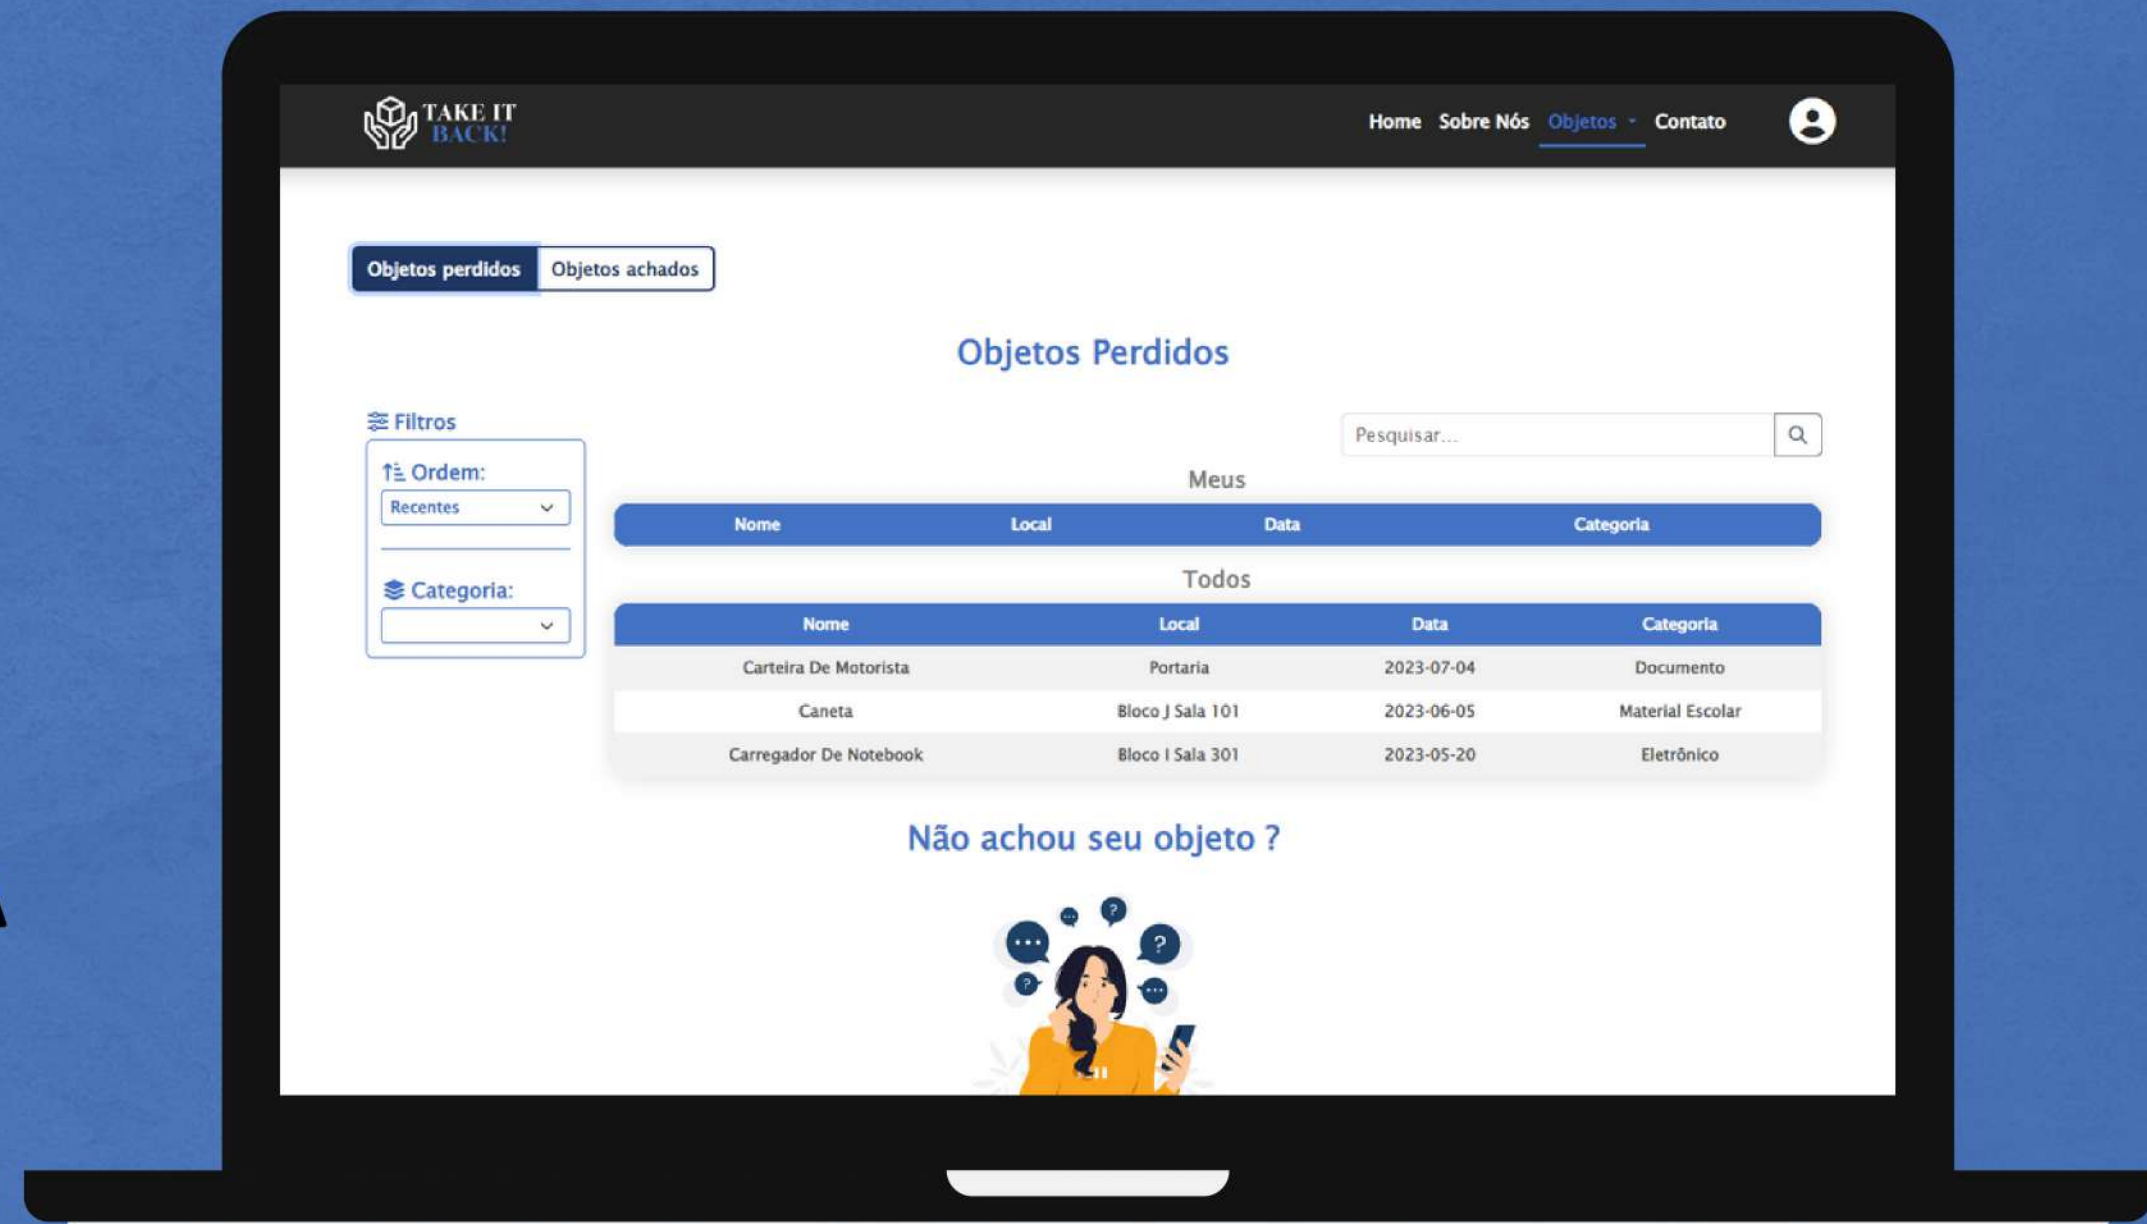 TAKE IT
BACK!
Home Sobre Nós Objetos Contato
Objetos perdidos Objetos achados
Objetos Perdidos
Filtros
Pesquisar...
Ordem:
Recentes
Categoria:
Meus
Nome Local Data Categoria
Todos
Nome Local Data Categoria
Carteira De Motorista Portaria 2023-07-04 Documento
Caneta Bloco J Sala 101 2023-06-05 Material Escolar
Carregador De Notebook Bloco I Sala 301 2023-05-20 Eletrônico
Não achou seu objeto ?